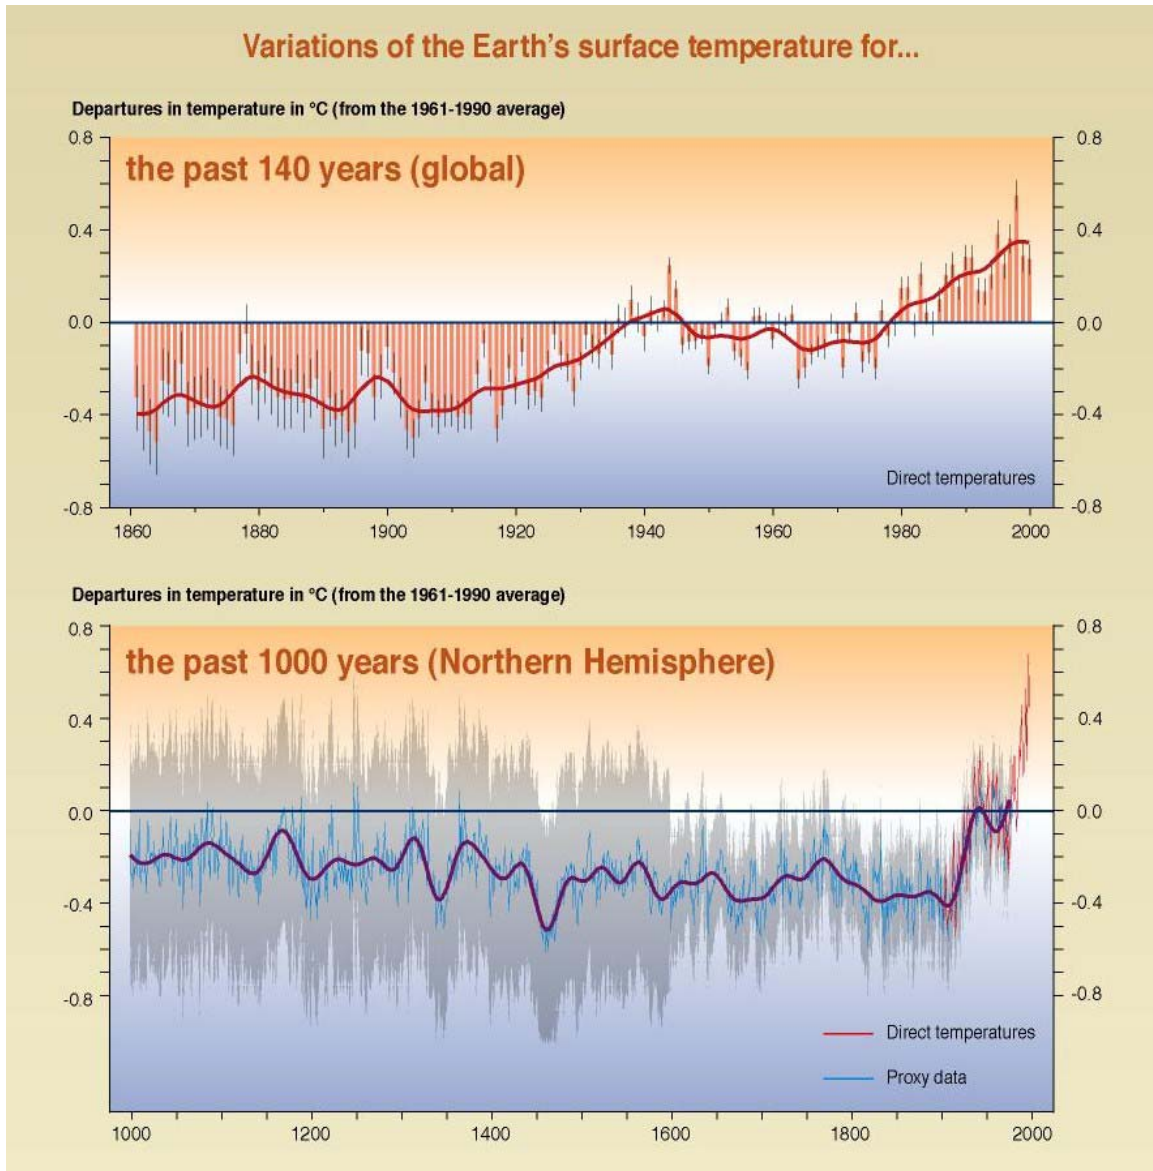 Variations of the Earth's surface temperature for...
Departures in temperature in °C (from the 1961-1990 average)
the past 140 years (global)
0.8 0.8
0.4 0.4
0.0 0.0
-0.4 -0.4
-0.8 -0.8
Direct temperatures
1860 1880 1900 1920 1940 1960 1980 2000
Departures in temperature in °C (from the 1961-1990 average)
the past 1000 years (Northern Hemisphere)
0.8 0.8
0.4 0.4
0.0 0.0
-0.4 -0.4
-0.8 -0.8
Direct temperatures
Proxy data
1000 1200 1400 1600 1800 2000